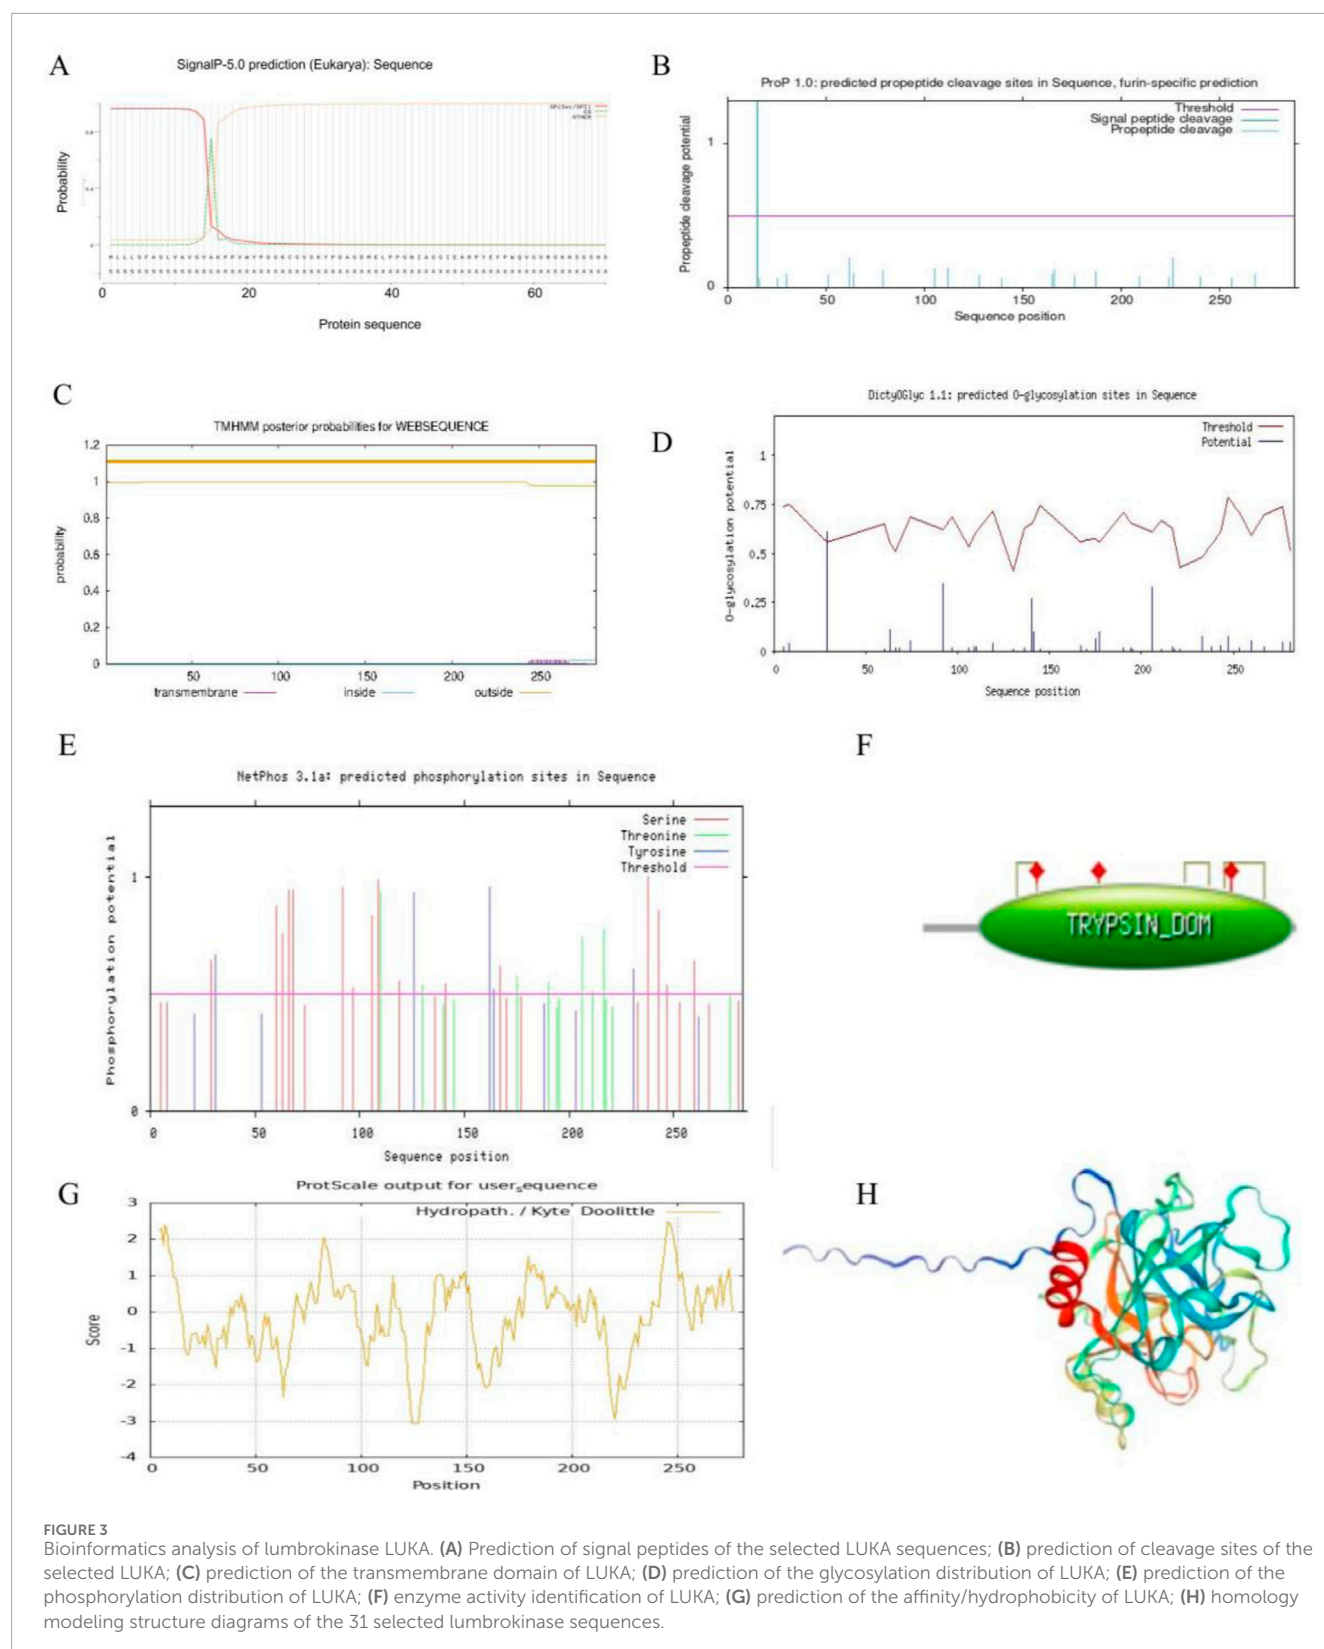 A
SignalP-5.0 prediction (Eukarya): Sequence
SP(Sec/SPI)
CS
OTHER
Probability
0
0 20 40 60
Protein sequence
B
ProP 1.0: predicted propeptide cleavage sites in Sequence, furin-specific prediction
Threshold
Signal peptide cleavage
Propeptide cleavage
Propeptide cleavage potential
1
0
0 50 100 150 200 250
Sequence position
C
TMHMM posterior probabilities for WEBSEQUENCE
probability
1.2
1
0.8
0.6
0.4
0.2
0
50 100 150 200 250
transmembrane inside outside
D
DictyOGlyc 1.1: predicted O-glycosylation sites in Sequence
Threshold
Potential
O-glycosylation potential
1
0.75
0.5
0.25
0
0 50 100 150 200 250
Sequence position
E
NetPhos 3.1a: predicted phosphorylation sites in Sequence
Serine
Threonine
Tyrosine
Threshold
Phosphorylation potential
1
0
0 50 100 150 200 250
Sequence position
F
TRYPSIN_DOM
G
ProtScale output for user_sequence
Hydropath. / Kyte Doolittle
Score
3
2
1
0
-1
-2
-3
-4
0 50 100 150 200 250
Position
H
FIGURE 3
Bioinformatics analysis of lumbrokinase LUKA. (A) Prediction of signal peptides of the selected LUKA sequences; (B) prediction of cleavage sites of the
selected LUKA; (C) prediction of the transmembrane domain of LUKA; (D) prediction of the glycosylation distribution of LUKA; (E) prediction of the
phosphorylation distribution of LUKA; (F) enzyme activity identification of LUKA; (G) prediction of the affinity/hydrophobicity of LUKA; (H) homology
modeling structure diagrams of the 31 selected lumbrokinase sequences.